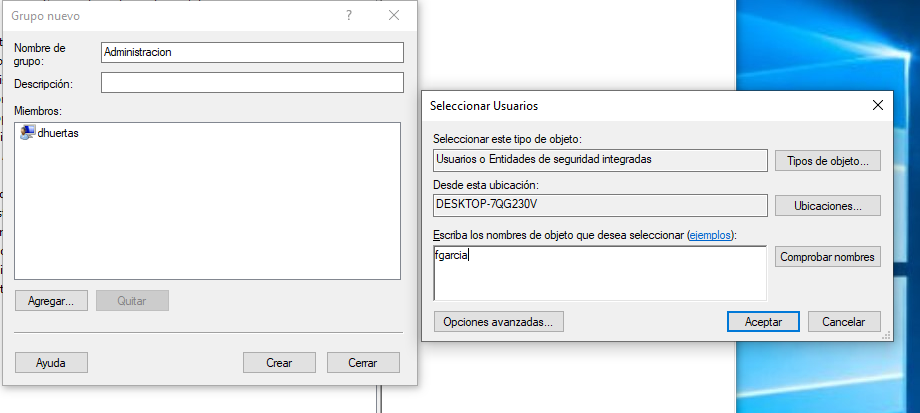 Grupo nuevo
Nombre de
grupo:
Administracion
Descripción:
Miembros:
dhuertas
Agregar...
Quitar
Ayuda
Crear
Cerrar
Seleccionar Usuarios
Seleccionar este tipo de objeto:
Usuarios o Entidades de seguridad integradas
Tipos de objeto...
Desde esta ubicación:
DESKTOP-7QG230V
Ubicaciones...
Escriba los nombres de objeto que desea seleccionar (ejemplos):
fgarcia
Comprobar nombres
Opciones avanzadas...
Aceptar
Cancelar